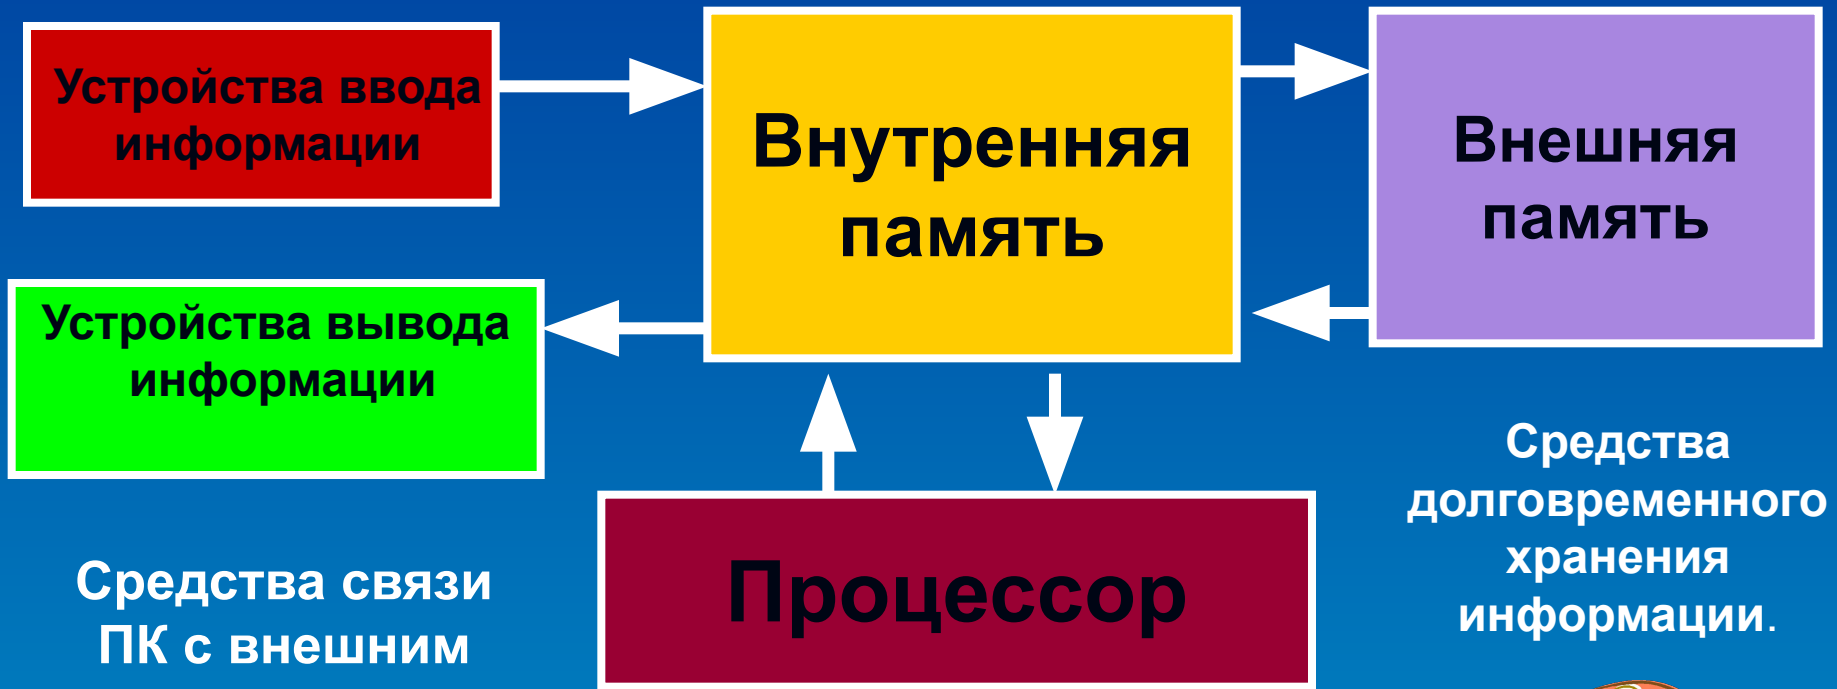 Устройства ввода
информации
Внутренняя
память
Внешняя
память
Устройства вывода
информации
Процессор
Средства связи
ПК с внешним
Средства
долговременного
хранения
информации.